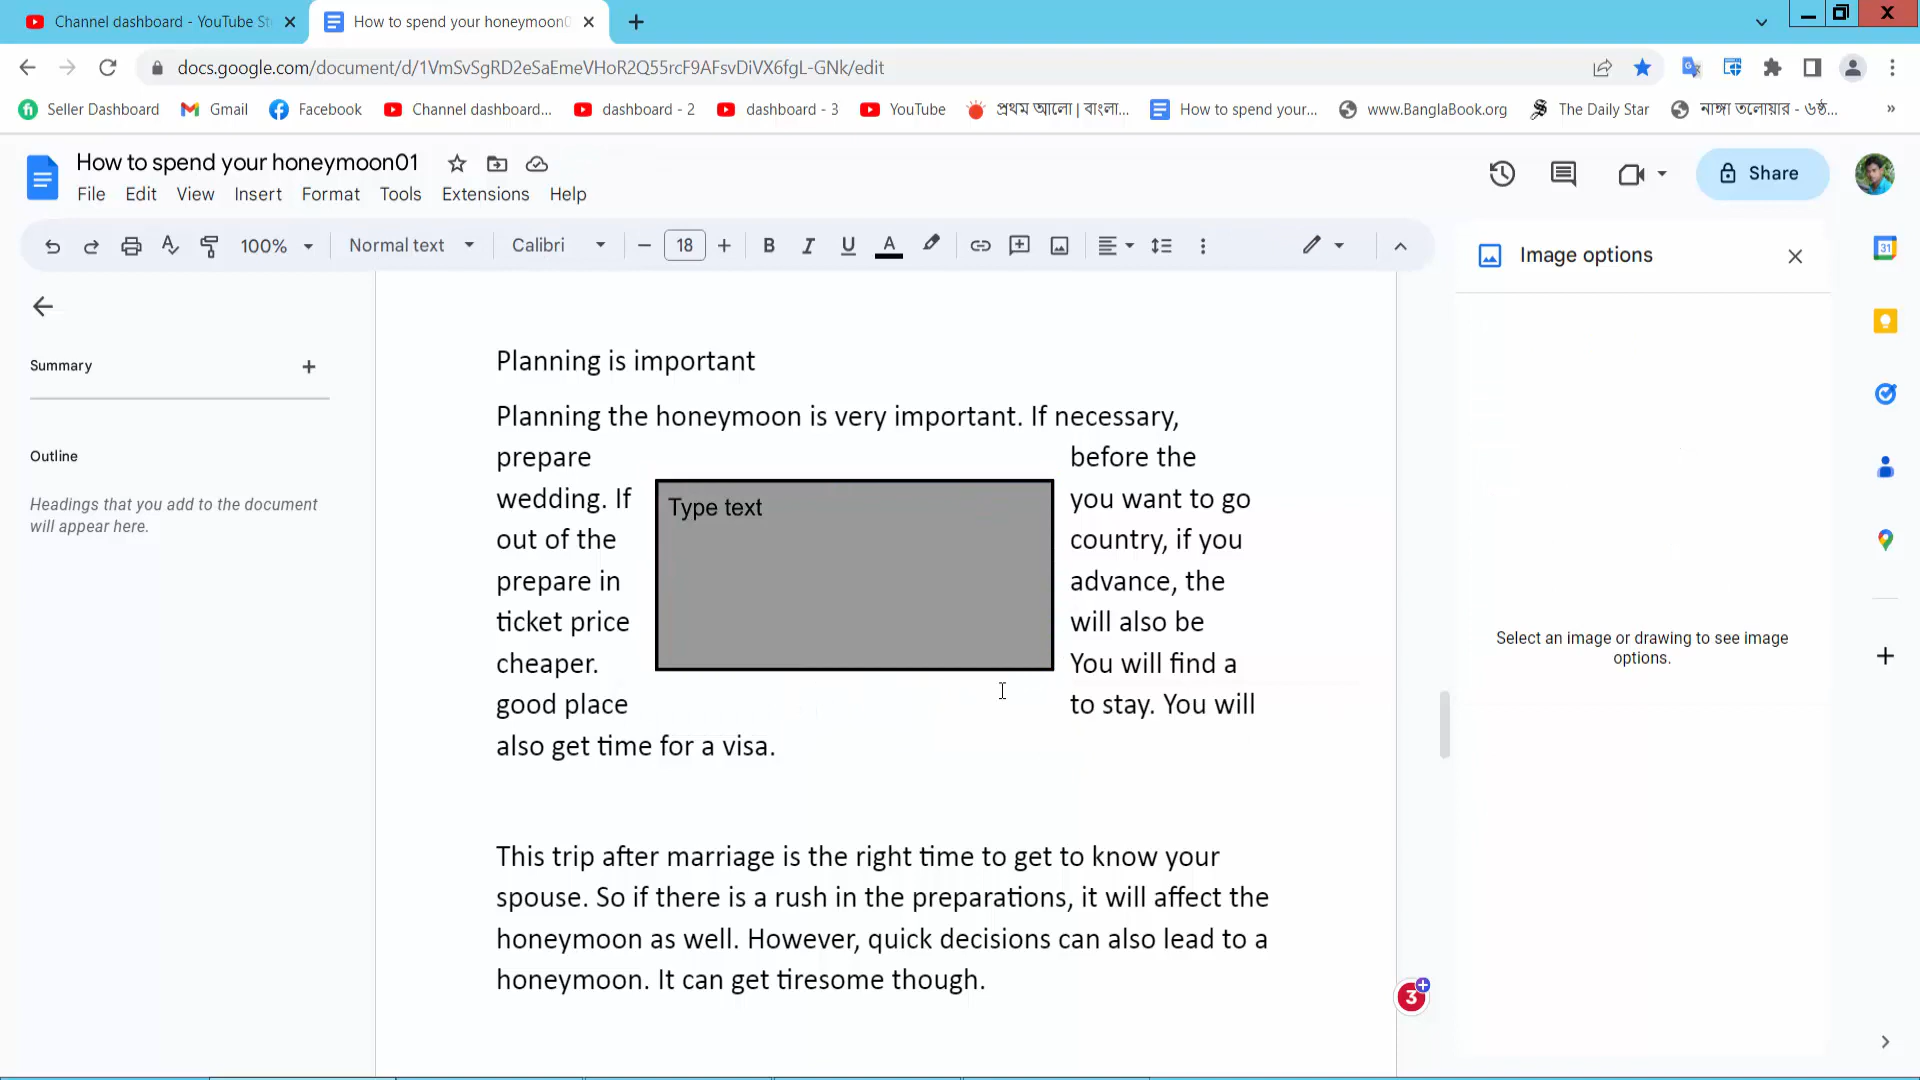 Channel dashboard - YouTube St
How to spend your honeymoon0
docs.google.com/document/d/1VmSvSgRD2eSaEmeVHoR2Q55rcF9AFsvDiVX6fgL-GNk/edit
Seller Dashboard
Gmail
Facebook
Channel dashboard...
dashboard - 2
dashboard - 3
YouTube
প্রথম আলো | বাংলা...
How to spend your...
www.BanglaBook.org
The Daily Star
নাঙ্গা তলোয়ার - ৬ষ্ঠ...
How to spend your honeymoon01
File Edit View Insert Format Tools Extensions Help
Share
100% Normal text Calibri 18 B I U A
Image options
31
Summary
Outline
Headings that you add to the document
will appear here.
Planning is important
Planning the honeymoon is very important. If necessary,
prepare before the
wedding. If you want to go
Type text
out of the country, if you
prepare in advance, the
ticket price will also be
cheaper. You will find a
good place to stay. You will
also get time for a visa.
This trip after marriage is the right time to get to know your
spouse. So if there is a rush in the preparations, it will affect the
honeymoon as well. However, quick decisions can also lead to a
honeymoon. It can get tiresome though.
Select an image or drawing to see image
options.
3